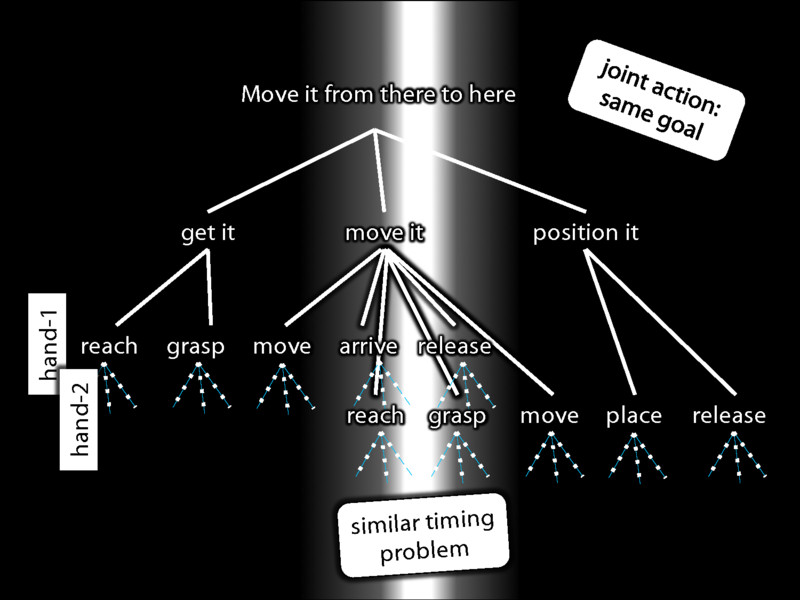 joint action:
same goal
Move it from there to here
get it
move it
position it
hand-1
reach
grasp
move
arrive
release
hand-2
reach
grasp
move
place
release
similar timing
problem